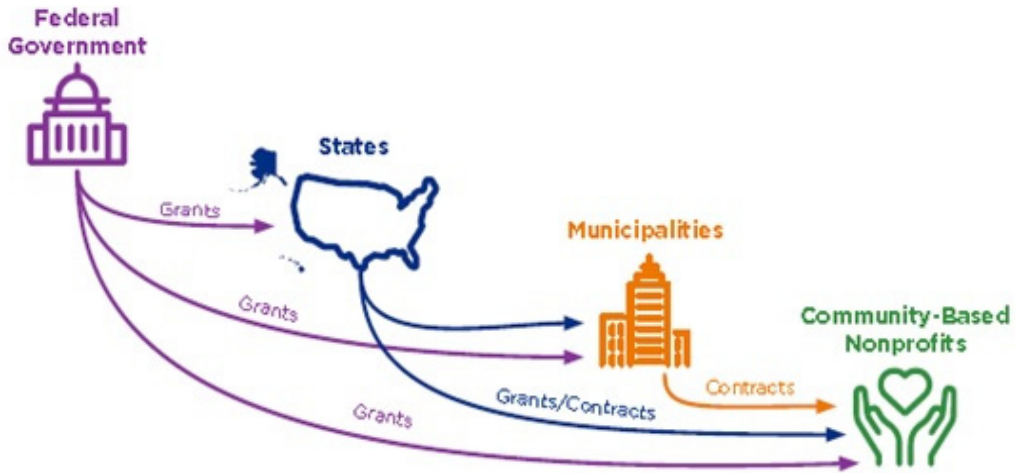 Federal
Government
States
Grants
Municipalities
Grants
Community-Based
Nonprofits
Contracts
Grants/Contracts
Grants